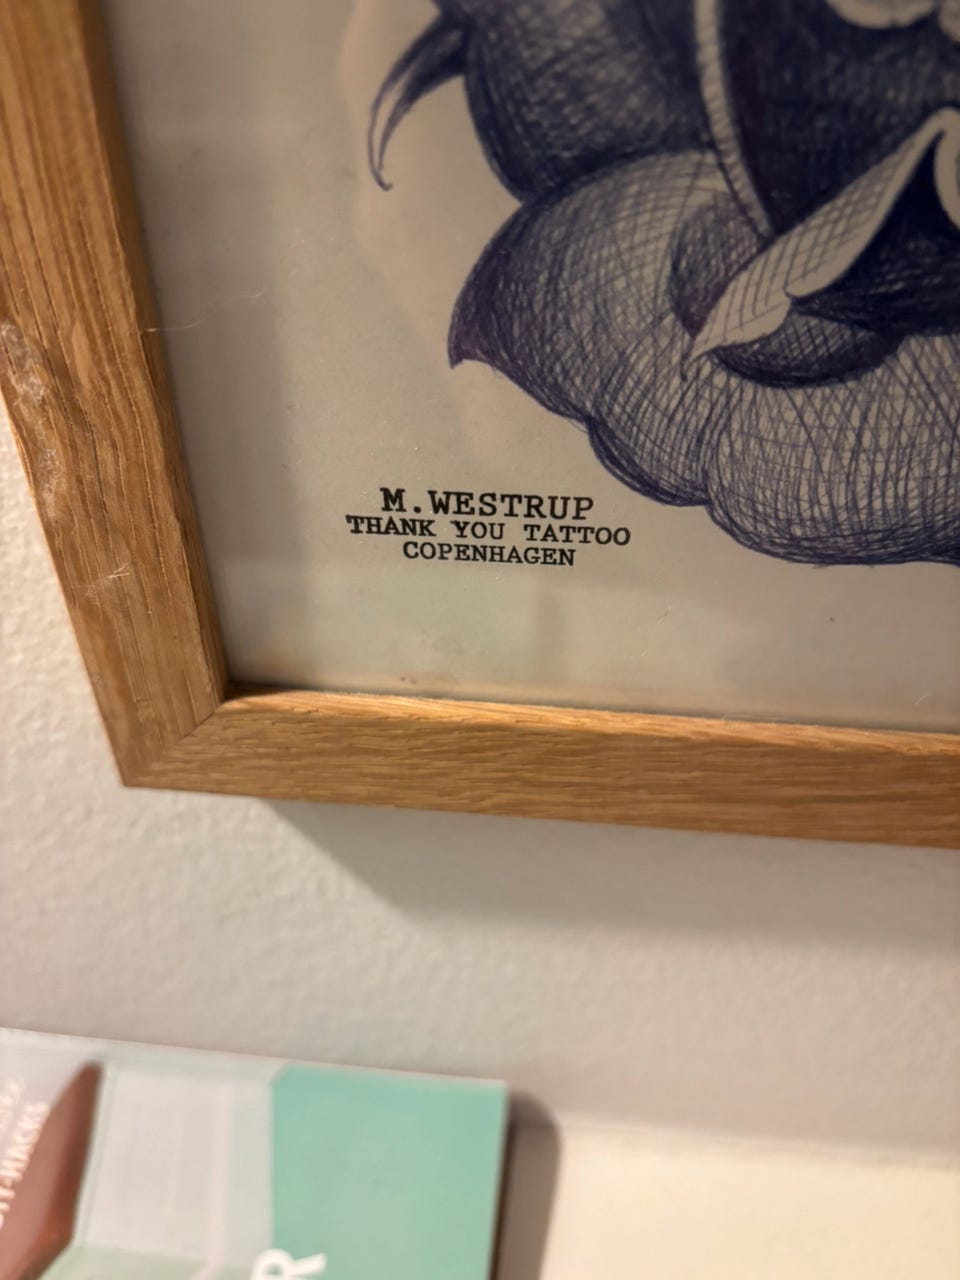 M.WESTRUP
THANK YOU TATTOO
COPENHAGEN
R